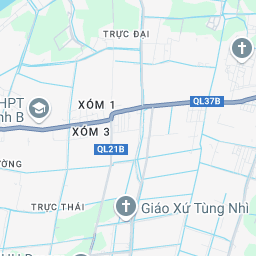 TRỰC ĐẠI
XÓM 1
QL37B
HPT
nh B
XÓM 3
QL21B
ƯỜNG
TRỰC THÁI
Giáo Xứ Tùng Nhì